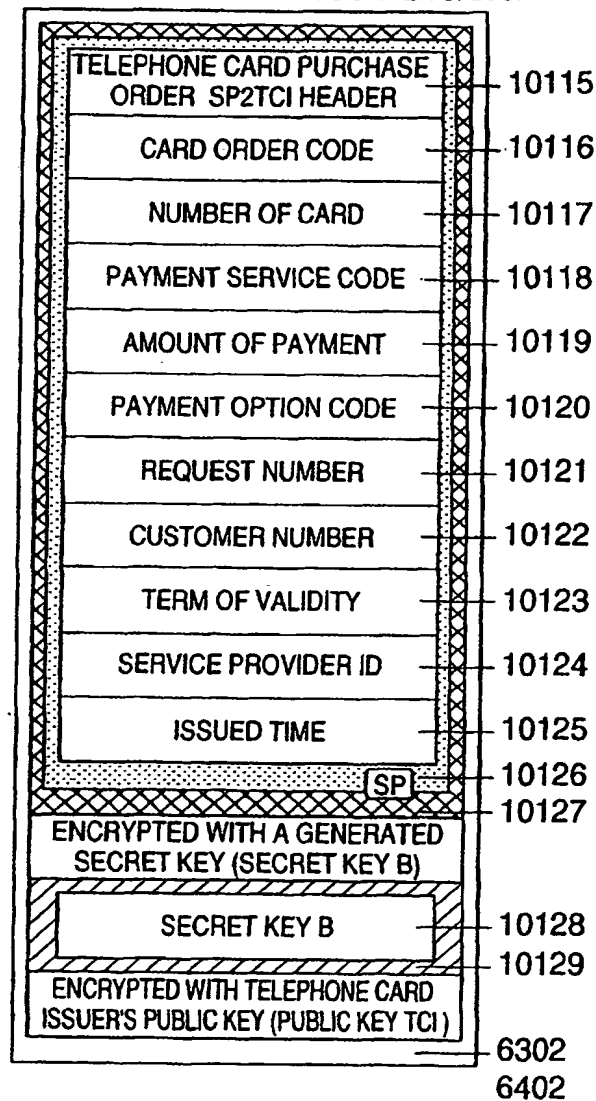 TELEPHONE CARD PURCHASE
ORDER SP2TCI HEADER 10115
CARD ORDER CODE 10116
NUMBER OF CARD 10117
PAYMENT SERVICE CODE 10118
AMOUNT OF PAYMENT 10119
PAYMENT OPTION CODE 10120
REQUEST NUMBER 10121
CUSTOMER NUMBER 10122
TERM OF VALIDITY 10123
SERVICE PROVIDER ID 10124
ISSUED TIME 10125
SP 10126
10127
ENCRYPTED WITH A GENERATED
SECRET KEY (SECRET KEY B)
SECRET KEY B 10128
10129
ENCRYPTED WITH TELEPHONE CARD
ISSUER'S PUBLIC KEY (PUBLIC KEY TCI)
6302
6402